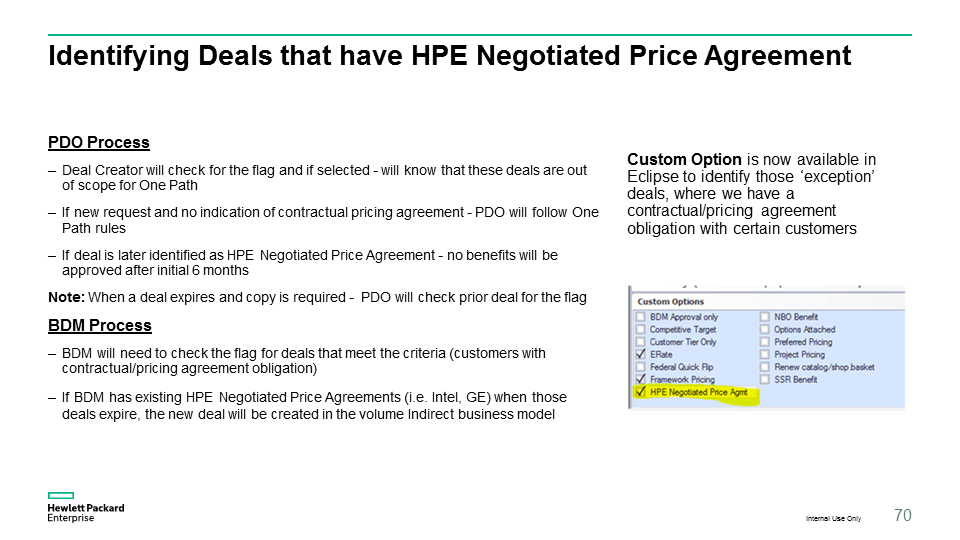 Identifying Deals that have HPE Negotiated Price Agreement
PDO Process
– Deal Creator will check for the flag and if selected - will know that these deals are out
of scope for One Path
– If new request and no indication of contractual pricing agreement - PDO will follow One
Path rules
– If deal is later identified as HPE Negotiated Price Agreement - no benefits will be
approved after initial 6 months
Note: When a deal expires and copy is required - PDO will check prior deal for the flag
BDM Process
– BDM will need to check the flag for deals that meet the criteria (customers with
contractual/pricing agreement obligation)
– If BDM has existing HPE Negotiated Price Agreements (i.e. Intel, GE) when those
deals expire, the new deal will be created in the volume Indirect business model
Custom Option is now available in
Eclipse to identify those ‘exception’
deals, where we have a
contractual/pricing agreement
obligation with certain customers
Custom Options
BDM Approval only
Competitive Target
Customer Tier Only
ERate
Federal Quick Flip
Framework Pricing
HPE Negotiated Price Agmt
NBO Benefit
Options Attached
Preferred Pricing
Project Pricing
Renew catalog/shop.basket
SSR Benefit
Hewlett Packard
Enterprise
Internal Use Only
70